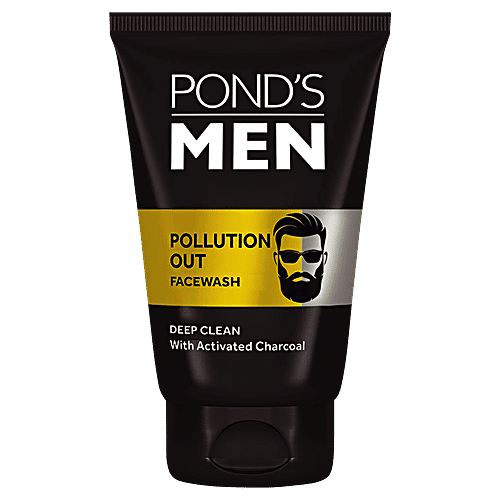 POND'S
MEN
POLLUTION
OUT
FACEWASH
DEEP CLEAN
With Activated Charcoal